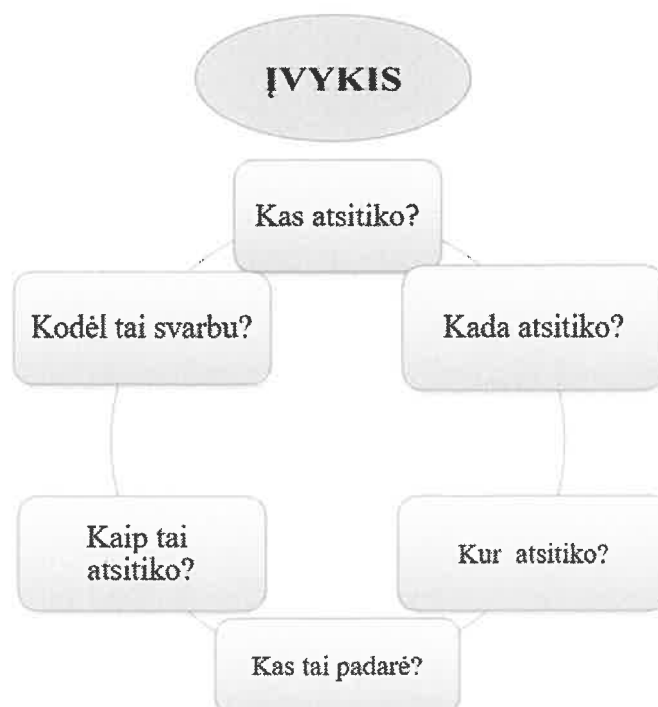 ĮVYKIS
Kas atsitiko?
Kada atsitiko?
Kur atsitiko?
Kas tai padarė?
Kaip tai
atsitiko?
Kodėl tai svarbu?